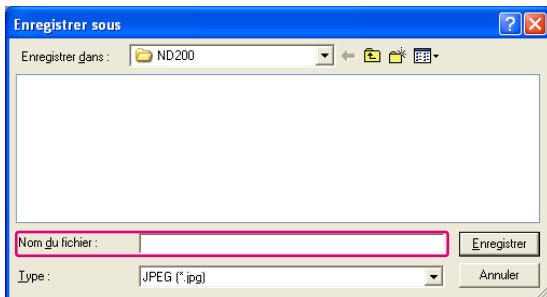 Enregistrer sous
Enregistrer dans : ND200
Nom du fichier : Enregistrer
Type : JPEG (*.jpg) Annuler